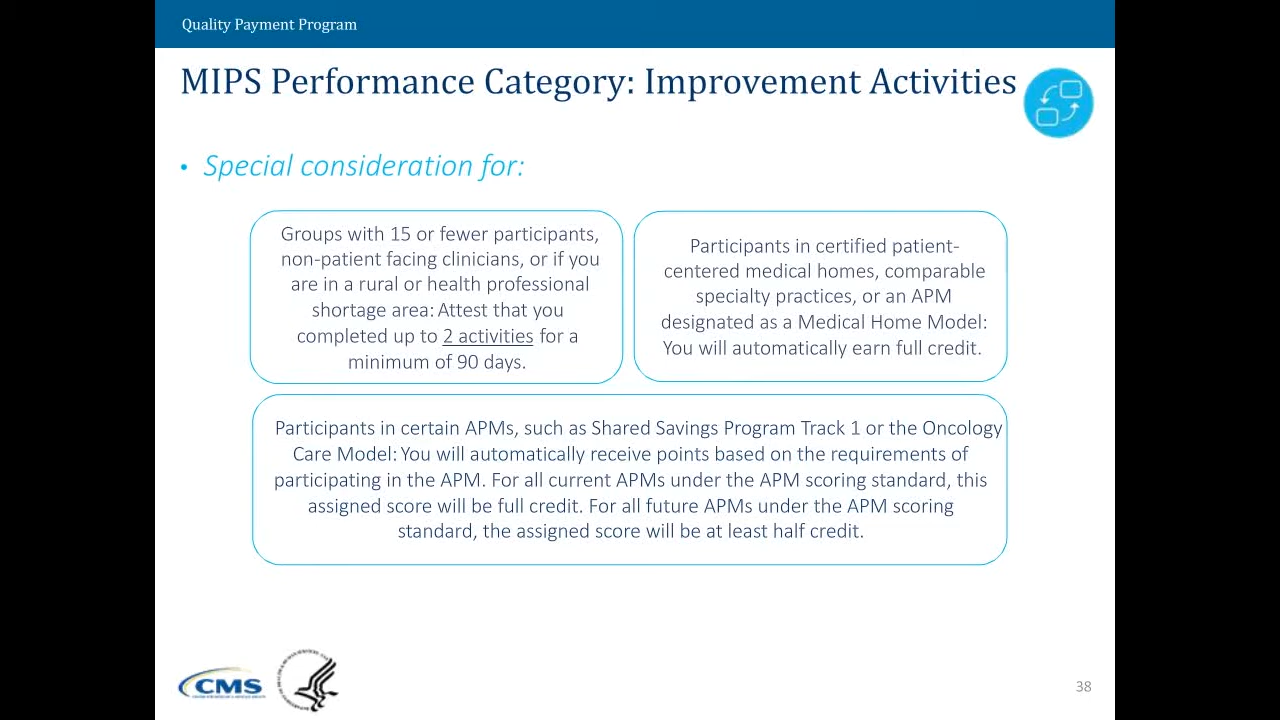 Quality Payment Program
MIPS Performance Category: Improvement Activities
• Special consideration for:
Groups with 15 or fewer participants,
non-patient facing clinicians, or if you
are in a rural or health professional
shortage area: Attest that you
completed up to 2 activities for a
minimum of 90 days.
Participants in certified patient-
centered medical homes, comparable
specialty practices, or an APM
designated as a Medical Home Model:
You will automatically earn full credit.
Participants in certain APMs, such as Shared Savings Program Track 1 or the Oncology
Care Model: You will automatically receive points based on the requirements of
participating in the APM. For all current APMs under the APM scoring standard, this
assigned score will be full credit. For all future APMs under the APM scoring
standard, the assigned score will be at least half credit.
CMS
38